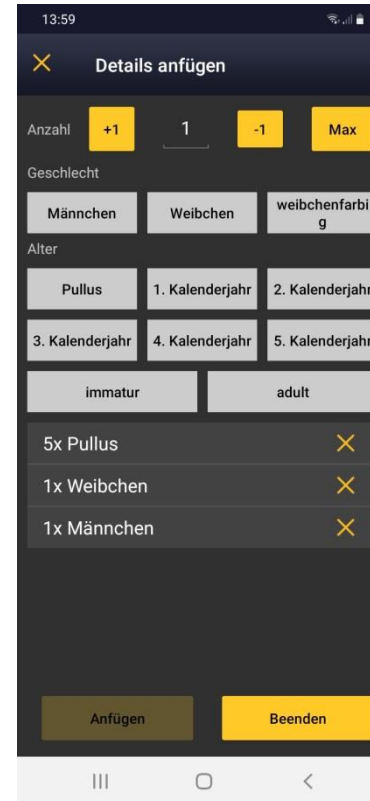 13:59
Details anfügen
Anzahl +1 1 -1 Max
Geschlecht
Männchen Weibchen weibchenfarbi
g
Alter
Pullus 1. Kalenderjahr 2. Kalenderjahr
3. Kalenderjahr 4. Kalenderjahr 5. Kalenderjahr
immatur adult
5x Pullus
1x Weibchen
1x Männchen
Anfügen Beenden